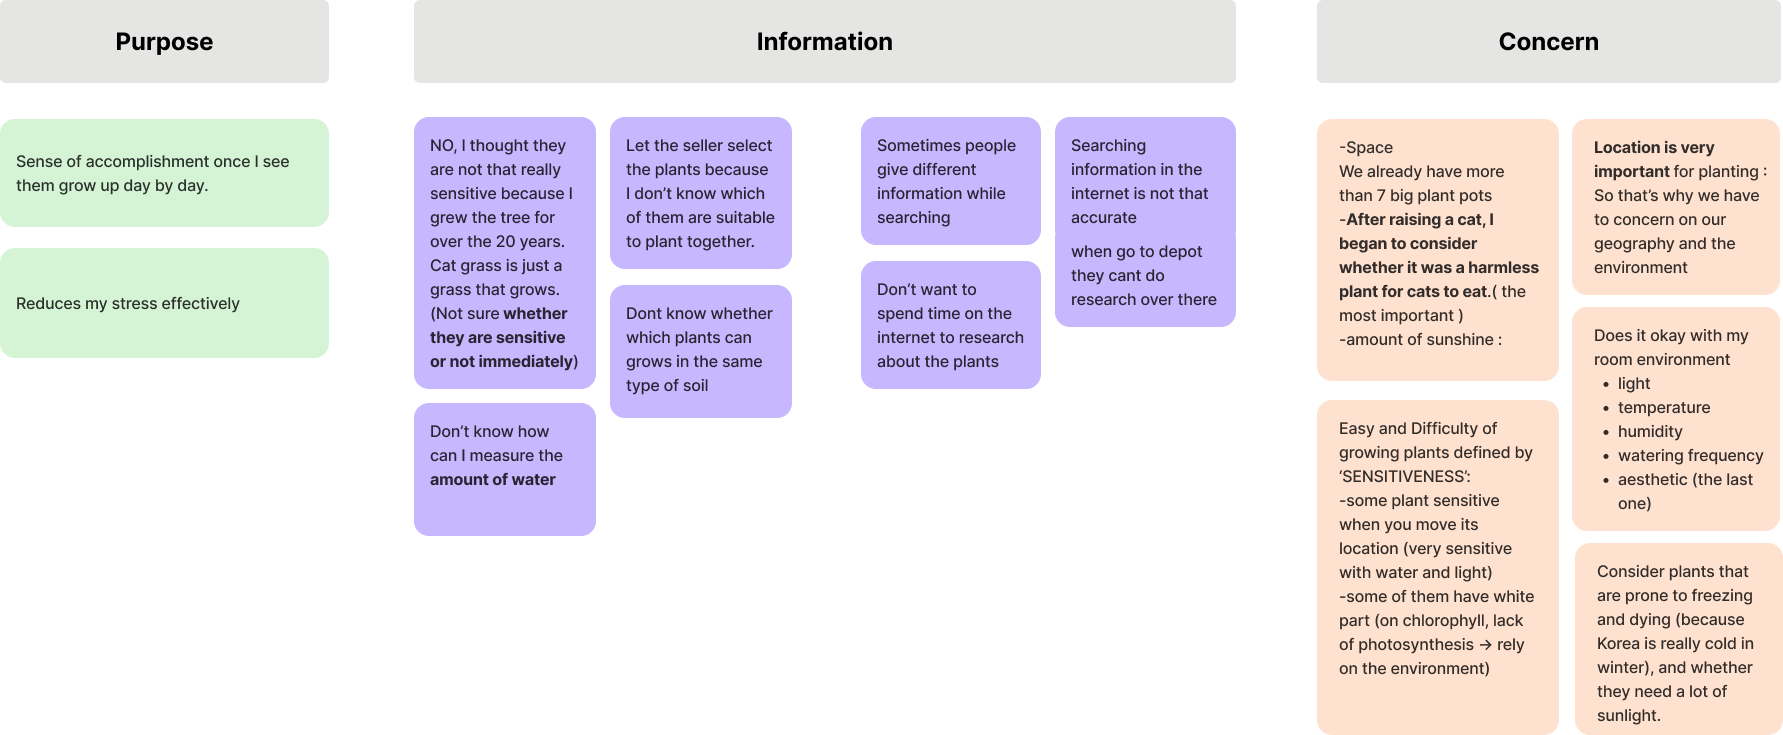 Purpose
Sense of accomplishment once I see
them grow up day by day.
Reduces my stress effectively
Information
NO, I thought they
are not that really
sensitive because I
grew the tree for
over the 20 years.
Cat grass is just a
grass that grows.
(Not sure whether
they are sensitive
or not immediately)
Don’t know how
can I measure the
amount of water
Let the seller select
the plants because
I don’t know which
of them are suitable
to plant together.
Dont know whether
which plants can
grows in the same
type of soil
Sometimes people
give different
information while
searching
Don’t want to
spend time on the
internet to research
about the plants
Searching
information in the
internet is not that
accurate
when go to depot
they cant do
research over there
Concern
-Space
We already have more
than 7 big plant pots
-After raising a cat, I
began to consider
whether it was a harmless
plant for cats to eat.( the
most important )
-amount of sunshine :
Easy and Difficulty of
growing plants defined by
‘SENSITIVENESS’:
-some plant sensitive
when you move its
location (very sensitive
with water and light)
-some of them have white
part (on chlorophyll, lack
of photosynthesis → rely
on the environment)
Location is very
important for planting :
So that’s why we have
to concern on our
geography and the
environment
Does it okay with my
room environment
• light
• temperature
• humidity
• watering frequency
• aesthetic (the last
one)
Consider plants that
are prone to freezing
and dying (because
Korea is really cold in
winter), and whether
they need a lot of
sunlight.